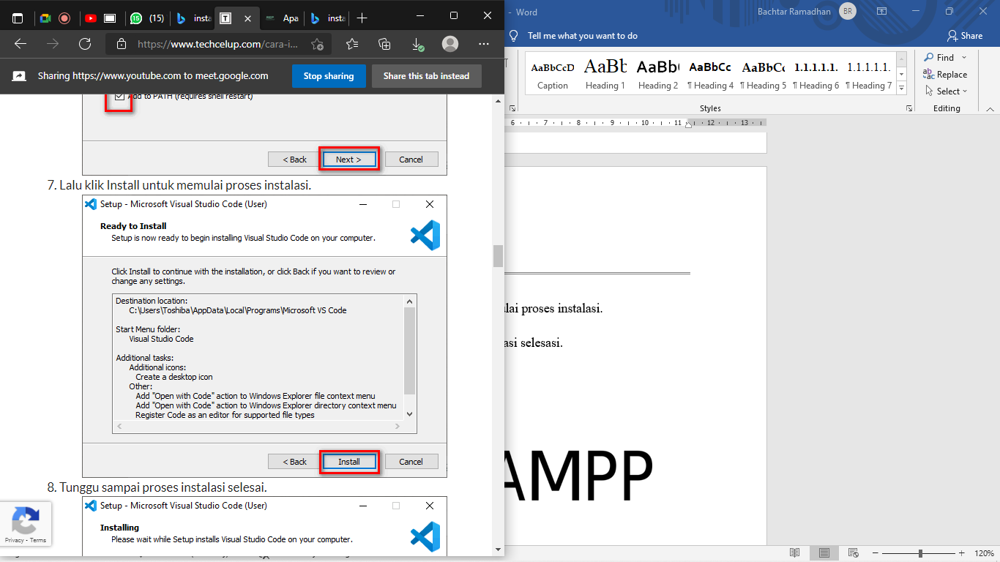 (15)
insta
T
Apa
insta
https://www.techcelup.com/cara-i...
Sharing https://www.youtube.com to meet.google.com
Stop sharing
Share this tab instead
Add to PATH (requires shell restart)
< Back
Next >
Cancel
7. Lalu klik Install untuk memulai proses instalasi.
Setup - Microsoft Visual Studio Code (User)
Ready to Install
Setup is now ready to begin installing Visual Studio Code on your computer.
Click Install to continue with the installation, or click Back if you want to review or
change any settings.
Destination location:
C:\Users\Toshiba\AppData\Local\Programs\Microsoft VS Code
Start Menu folder:
Visual Studio Code
Additional tasks:
Additional icons:
Create a desktop icon
Other:
Add "Open with Code" action to Windows Explorer file context menu
Add "Open with Code" action to Windows Explorer directory context menu
Register Code as an editor for supported file types
< Back
Install
Cancel
8. Tunggu sampai proses instalasi selesai.
Setup - Microsoft Visual Studio Code (User)
Installing
Please wait while Setup installs Visual Studio Code on your computer.
Privacy - Terms
- Word
Bachtar Ramadhan
BR
Tell me what you want to do
Share
AaBbCcD
AaBb
AaBb(
AaBbCc
AaBbCc
1.1.1.1.1.
1.1.1.1.1.
Caption
Heading 1
Heading 2
¶ Heading 4
¶ Heading 5
¶ Heading 6
¶ Heading 7
Styles
Find
Replace
Select
Editing
6 7 8 9 10 11 12 13
lai proses instalasi.
asi selesasi.
AMPP
120%